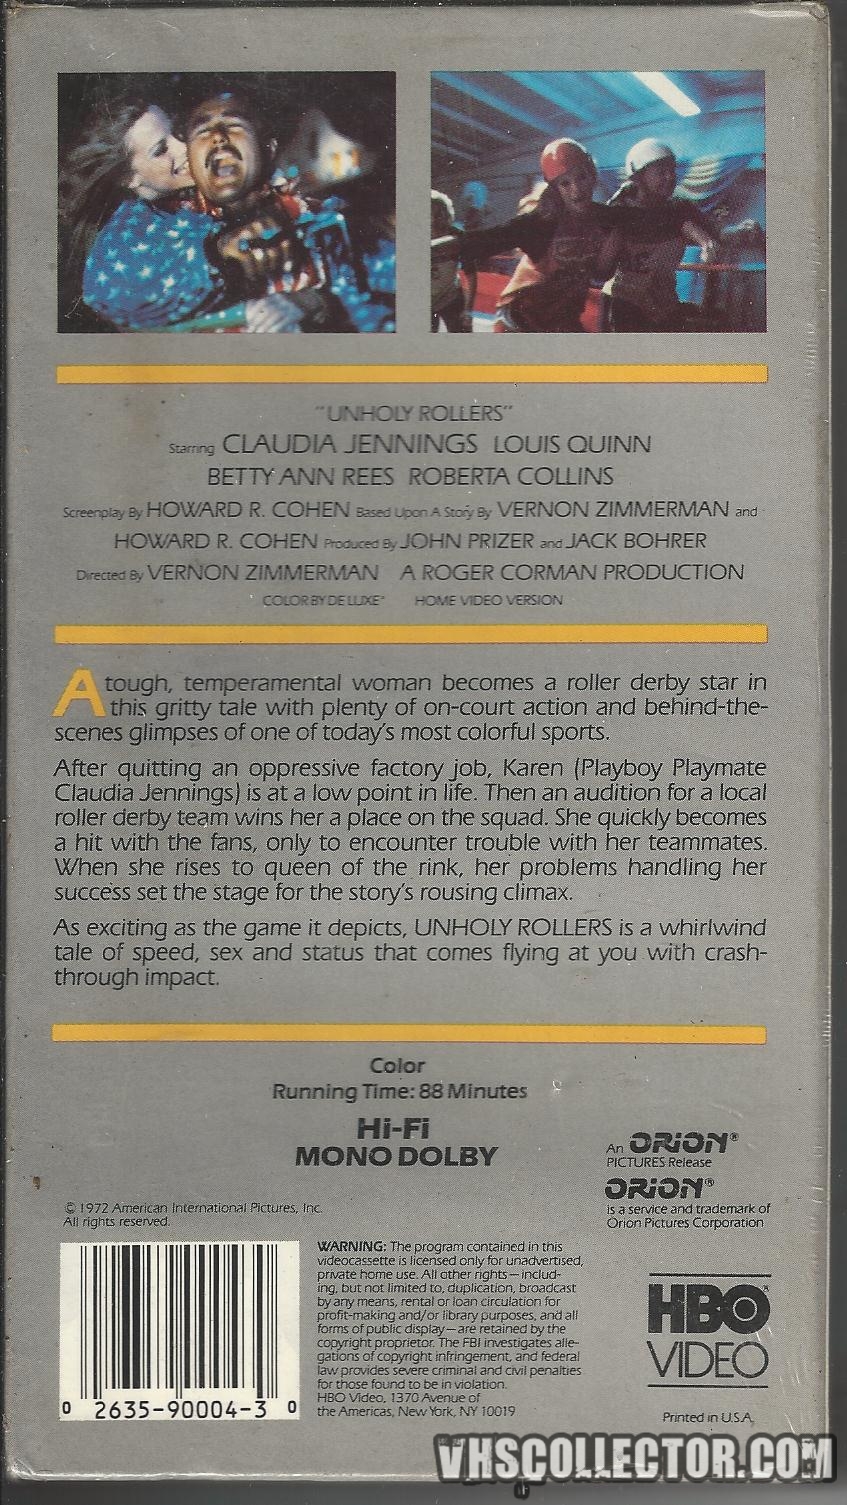 "UNHOLY ROLLERS"
Starring CLAUDIA JENNINGS LOUIS QUINN
BETTY ANN REES ROBERTA COLLINS
Screenplay By HOWARD R. COHEN Based Upon A Story By VERNON ZIMMERMAN and
HOWARD R. COHEN Produced By JOHN PRIZER and JACK BOHRER
Directed By VERNON ZIMMERMAN A ROGER CORMAN PRODUCTION
COLOR BY DE LUXE® HOME VIDEO VERSION
A tough, temperamental woman becomes a roller derby star in
this gritty tale with plenty of on-court action and behind-the-
scenes glimpses of one of today's most colorful sports.
After quitting an oppressive factory job, Karen (Playboy Playmate
Claudia Jennings) is at a low point in life. Then an audition for a local
roller derby team wins her a place on the squad. She quickly becomes
a hit with the fans, only to encounter trouble with her teammates.
When she rises to queen of the rink, her problems handling her
success set the stage for the story's rousing climax.
As exciting as the game it depicts, UNHOLY ROLLERS is a whirlwind
tale of speed, sex and status that comes flying at you with crash-
through impact.
Color
Running Time: 88 Minutes
Hi-Fi
MONO DOLBY
An ORION®
PICTURES Release
ORION®
is a service and trademark of
Orion Pictures Corporation
© 1972 American International Pictures, Inc.
All rights reserved.
WARNING: The program contained in this
videocassette is licensed only for unadvertised,
private home use. All other rights—includ-
ing, but not limited to, duplication, broadcast
by any means, rental or loan circulation for
profit-making and/or library purposes, and all
forms of public display—are retained by the
copyright proprietor. The FBI investigates alle-
gations of copyright infringement, and federal
law provides severe criminal and civil penalties
for those found to be in violation.
HBO Video, 1370 Avenue of
the Americas, New York, NY 10019
0 2635-90004-3 0
HBO®
VIDEO
Printed in U.S.A.
VHSCOLLECTOR.COM